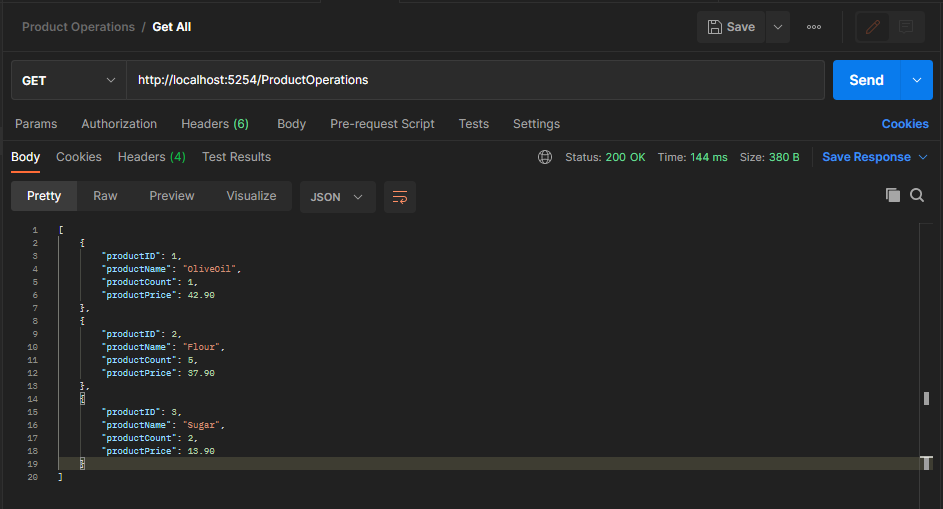 Product Operations / Get All
Save
GET http://localhost:5254/ProductOperations Send
Params Authorization Headers (6) Body Pre-request Script Tests Settings Cookies
Body Cookies Headers (4) Test Results Status: 200 OK Time: 144 ms Size: 380 B Save Response
Pretty Raw Preview Visualize JSON
1 [
2 {
3 "productID": 1,
4 "productName": "OliveOil",
5 "productCount": 1,
6 "productPrice": 42.90
7 },
8 {
9 "productID": 2,
10 "productName": "Flour",
11 "productCount": 5,
12 "productPrice": 37.90
13 },
14 {
15 "productID": 3,
16 "productName": "Sugar",
17 "productCount": 2,
18 "productPrice": 13.90
19 }
20 ]